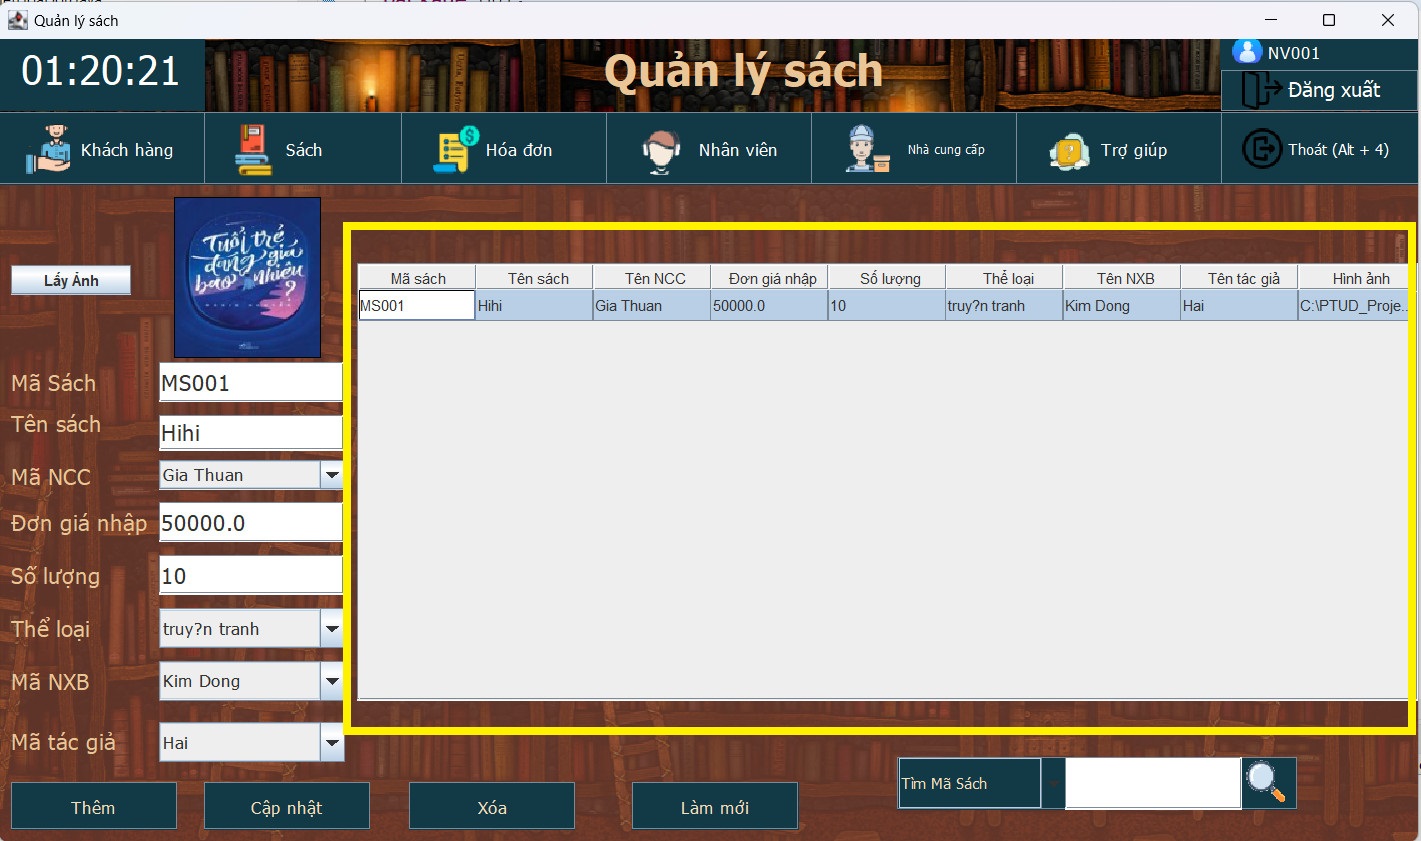 Quản lý sách
01:20:21
Quản lý sách
NV001
Đăng xuất
Khách hàng
Sách
Hóa đơn
Nhân viên
Nhà cung cấp
Trợ giúp
Thoát (Alt + 4)
Lấy Ảnh
Tuổi trẻ
đáng giá
bao nhiêu?
Mã Sách
MS001
Tên sách
Hihi
Mã NCC
Gia Thuan
Đơn giá nhập
50000.0
Số lượng
10
Thể loại
truy?n tranh
Mã NXB
Kim Dong
Mã tác giả
Hai
Mã sách Tên sách Tên NCC Đơn giá nhập Số lượng Thể loại Tên NXB Tên tác giả Hình ảnh
MS001 Hihi Gia Thuan 50000.0 10 truy?n tranh Kim Dong Hai C:\PTUD_Proje...
Tìm Mã Sách
Thêm
Cập nhật
Xóa
Làm mới